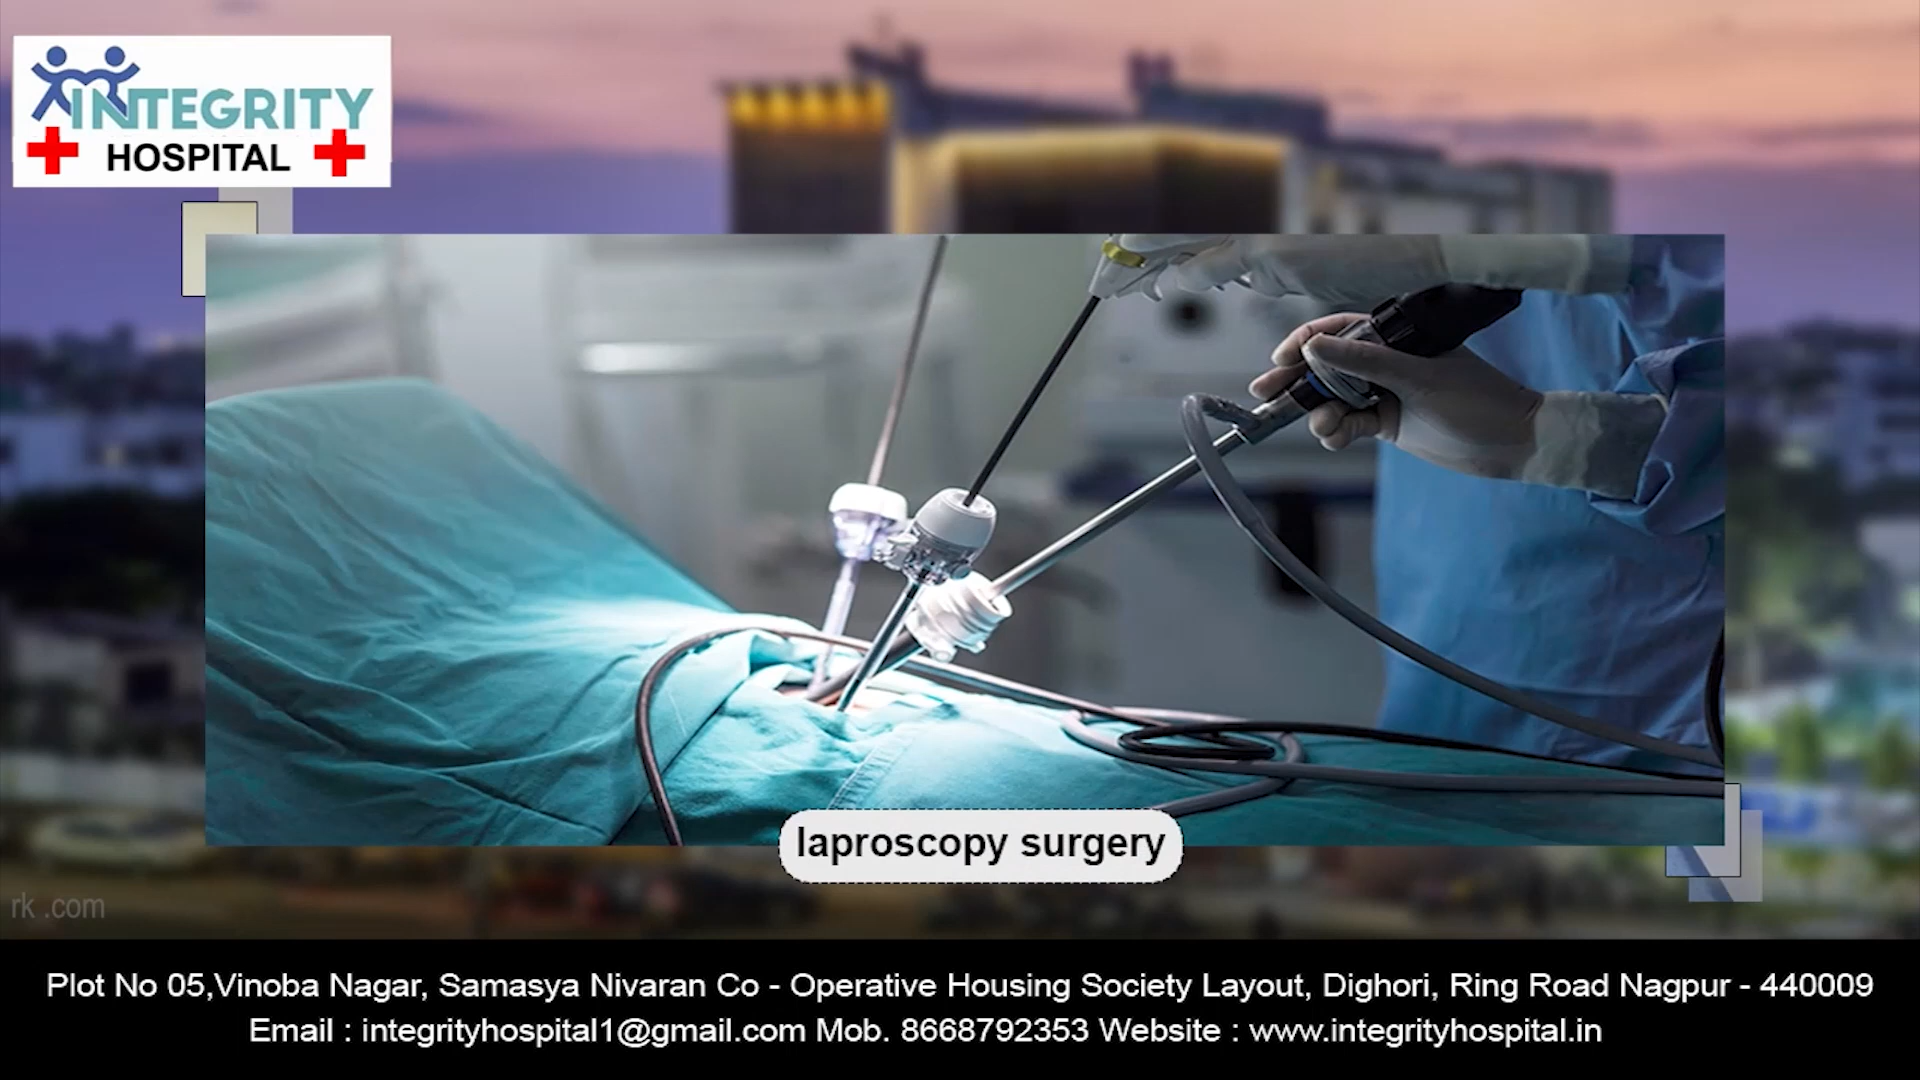 INTEGRITY
HOSPITAL
laproscopy surgery
rk .com
Plot No 05,Vinoba Nagar, Samasya Nivaran Co - Operative Housing Society Layout, Dighori, Ring Road Nagpur - 440009
Email : integrityhospital1@gmail.com Mob. 8668792353 Website : www.integrityhospital.in